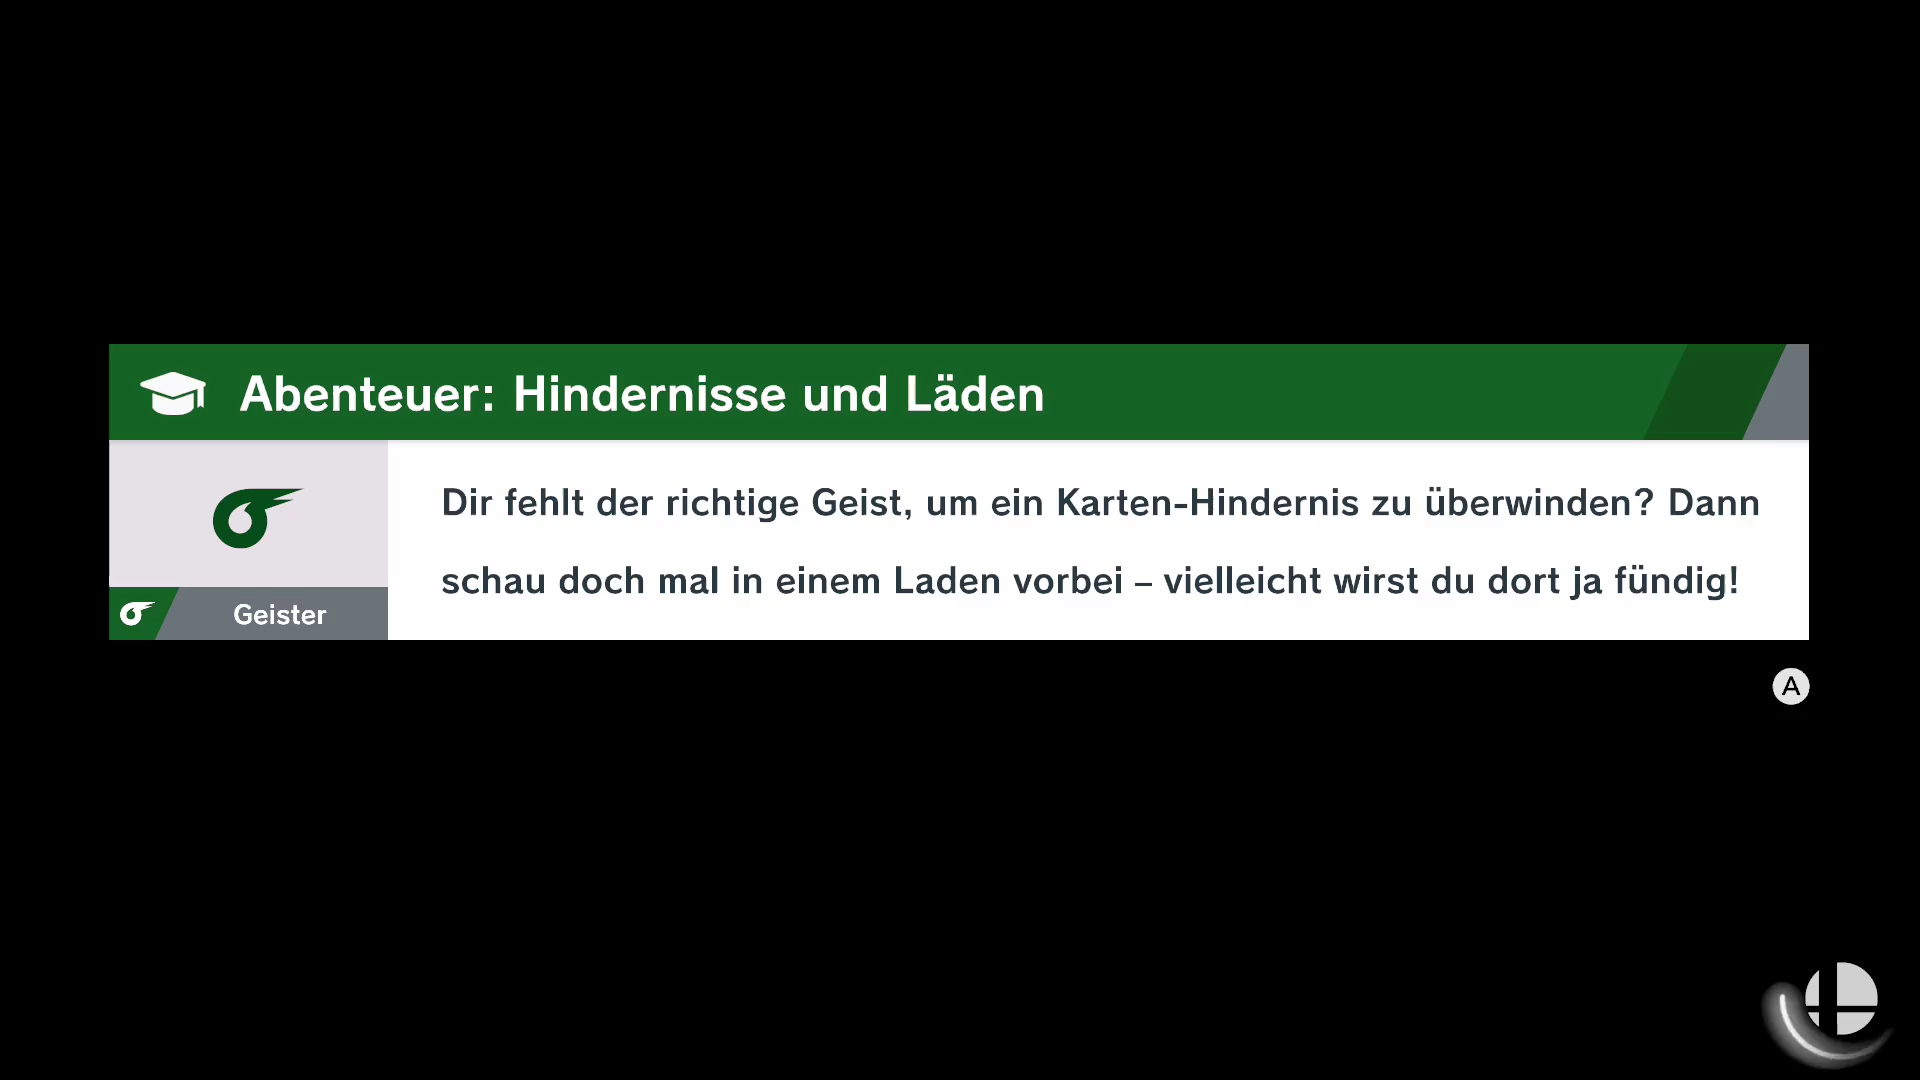 Abenteuer: Hindernisse und Läden
Dir fehlt der richtige Geist, um ein Karten-Hindernis zu überwinden? Dann
schau doch mal in einem Laden vorbei – vielleicht wirst du dort ja fündig!
Geister
A